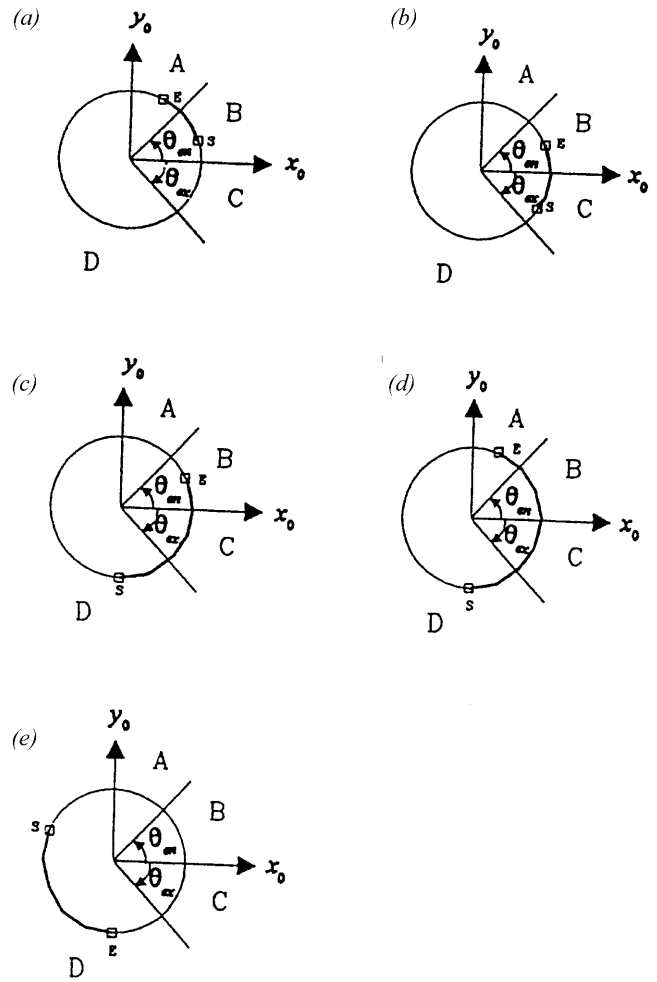 (a)
y₀
A
E
B
θen
S
x₀
θex
C
D
(b)
y₀
A
B
θen
E
x₀
θex
S
C
D
(c)
y₀
A
B
θen
E
x₀
θex
C
D
S
(d)
y₀
A
E
B
θen
x₀
θex
C
D
S
(e)
y₀
A
B
S
θen
x₀
θex
C
E
D